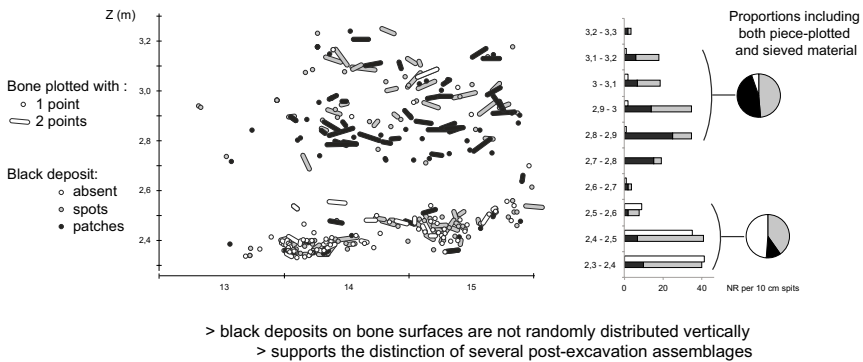 Z (m)
3,2
3,0
2,8
2,6
2,4
13
14
15
Bone plotted with :
1 point
2 points
Black deposit:
absent
spots
patches
Proportions including
both piece-plotted
and sieved material
3,2 - 3,3
3,1 - 3,2
3 - 3,1
2,9 - 3
2,8 - 2,9
2,7 - 2,8
2,6 - 2,7
2,5 - 2,6
2,4 - 2,5
2,3 - 2,4
0
20
40
NR per 10 cm spits
> black deposits on bone surfaces are not randomly distributed vertically
> supports the distinction of several post-excavation assemblages